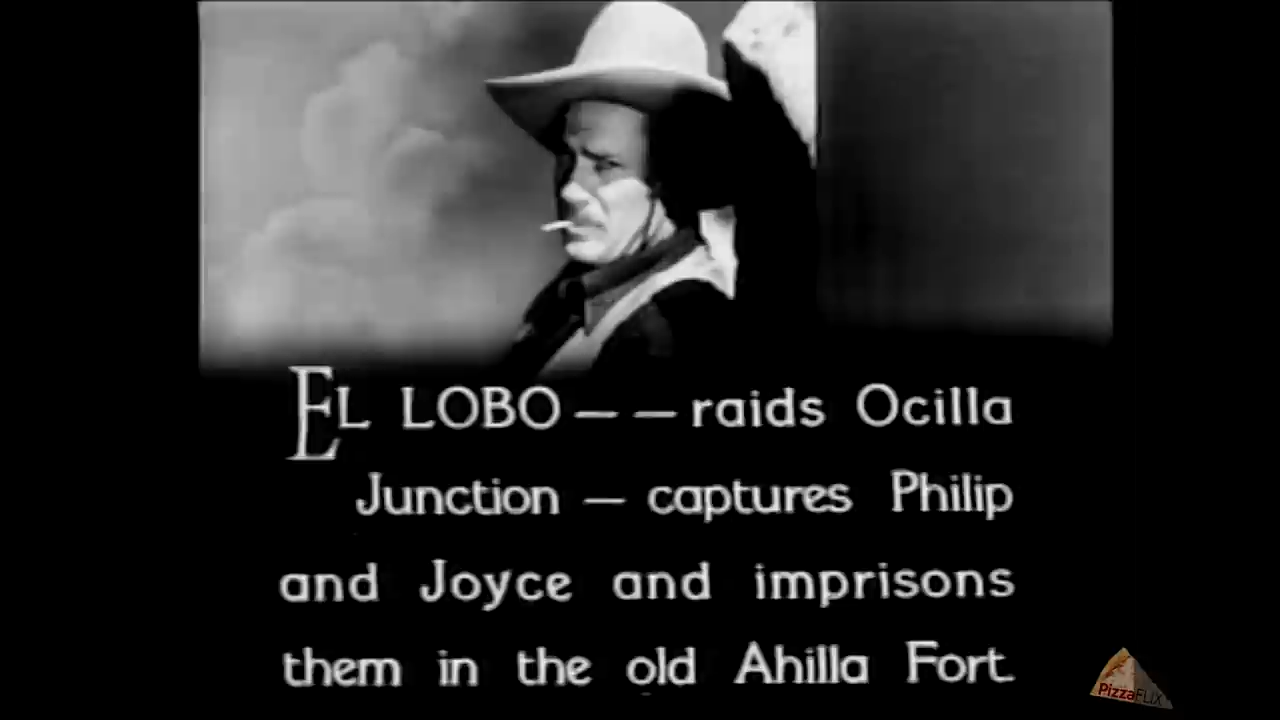 EL LOBO — — raids Ocilla
Junction — captures Philip
and Joyce and imprisons
them in the old Ahilla Fort.
PizzaFLIX